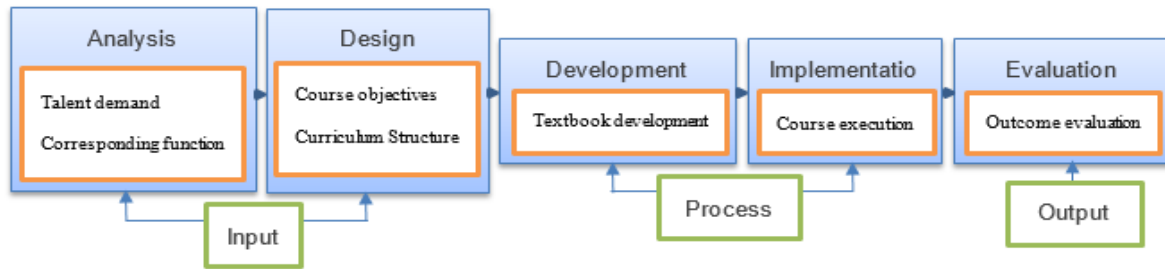 Analysis
Talent demand
Corresponding function
Design
Course objectives
Curriculum Structure
Development
Textbook development
Implementatio
Course execution
Evaluation
Outcome evaluation
Input
Process
Output